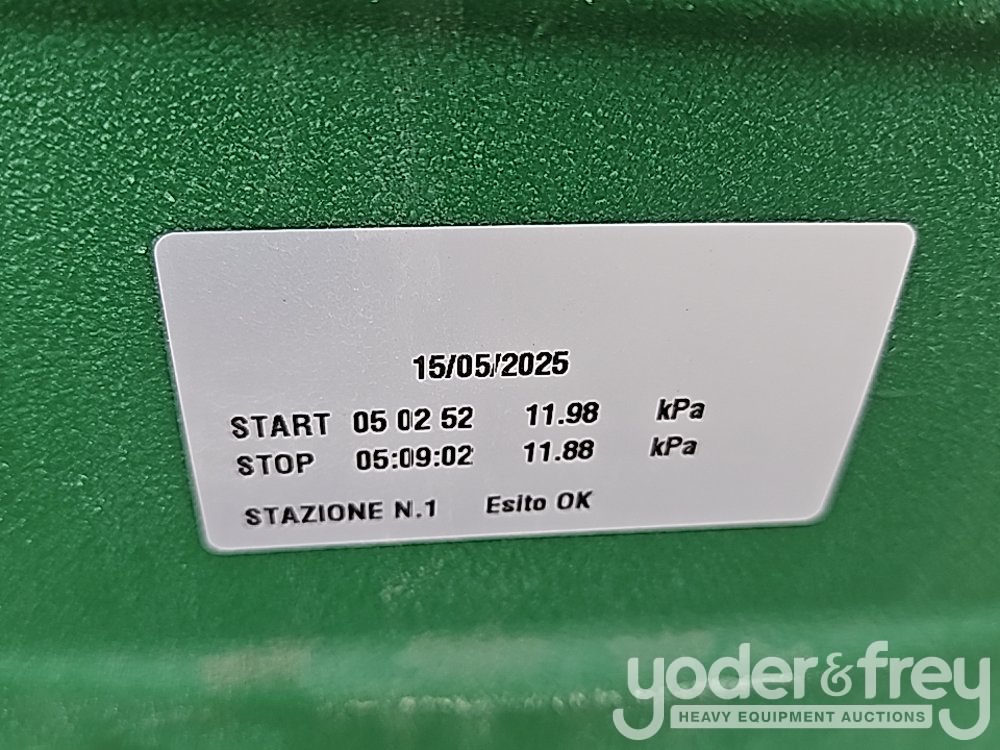 15/05/2025
START 05 02 52 11.98 kPa
STOP 05:09:02 11.88 kPa
STAZIONE N.1 Esito OK
yoder&frey
HEAVY EQUIPMENT AUCTIONS